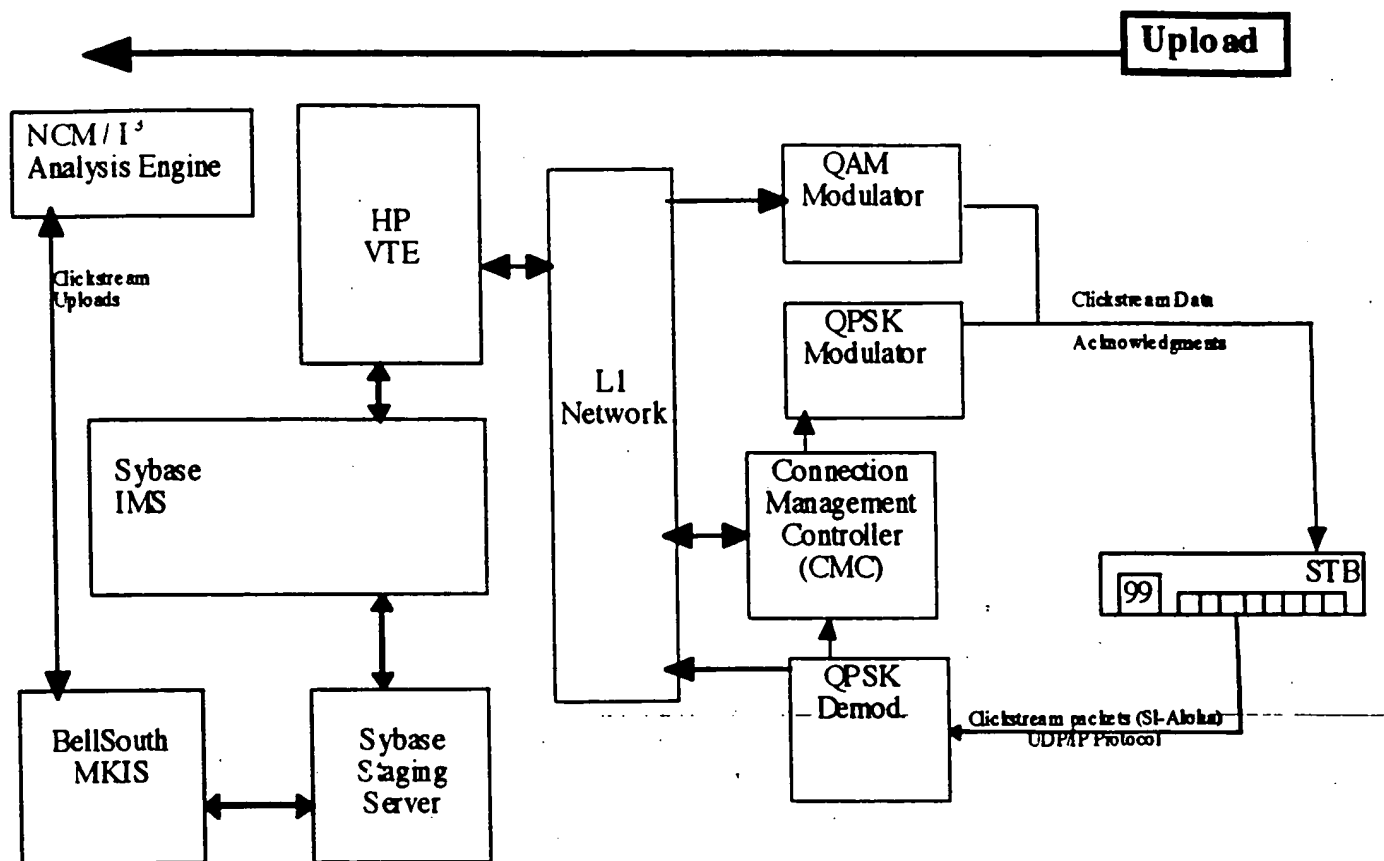 Upload
NCM / I³
Analysis Engine
HP
VTE
QAM
Modulator
Clickstream
Uploads
Clickstream Data
Acknowledgments
QPSK
Modulator
L1
Network
Sybase
IMS
Connection
Management
Controller
(CMC)
STB
99
QPSK
Demod.
Clickstream packets (Sl-Aloha)
UDP/IP Protocol
BellSouth
MKIS
Sybase
Staging
Server